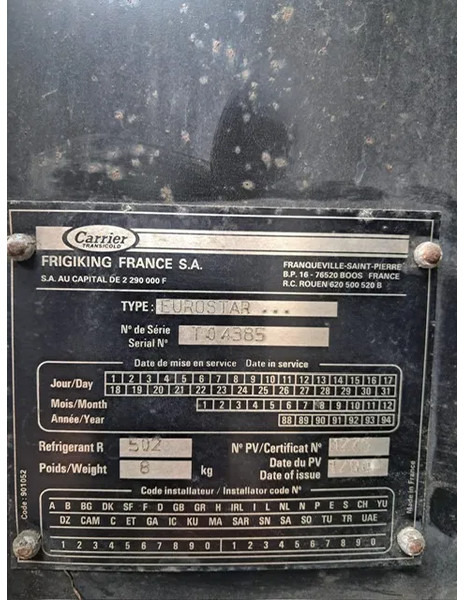 Carrier
TRANSICOLD
FRIGIKING FRANCE S.A.
S.A. AU CAPITAL DE 2 290 000 F
FRANQUEVILLE-SAINT-PIERRE
B.P. 16 - 76520 BOOS FRANCE
R.C. ROUEN 620 500 520 B
TYPE : EUROSTAR ...
N° de Série
Serial N° T04385
Date de mise en service Date in service
Jour/Day 1 2 3 4 5 6 7 8 9 10 11 12 13 14 15 16 17
18 19 20 21 22 23 24 25 26 27 28 29 30 31
Mois/Month 1 2 3 4 5 6 7 8 9 10 11 12
Année/Year 88 89 90 91 92 93 94
Refrigerant R 502
Poids/Weight 8 kg
N° PV/Certificat N°
Date du PV
Date of issue
Code installateur / Installator code N°
A B BG DK SF F D GB GR H IRL I L NL N P E S CH YU
DZ CAM C ET GA IC KU MA SAR SN SA SO TU TR UAE
1 2 3 4 5 6 7 8 9 0 1 2 3 4 5 6 7 8 9 0
Code : 901052
Made in France